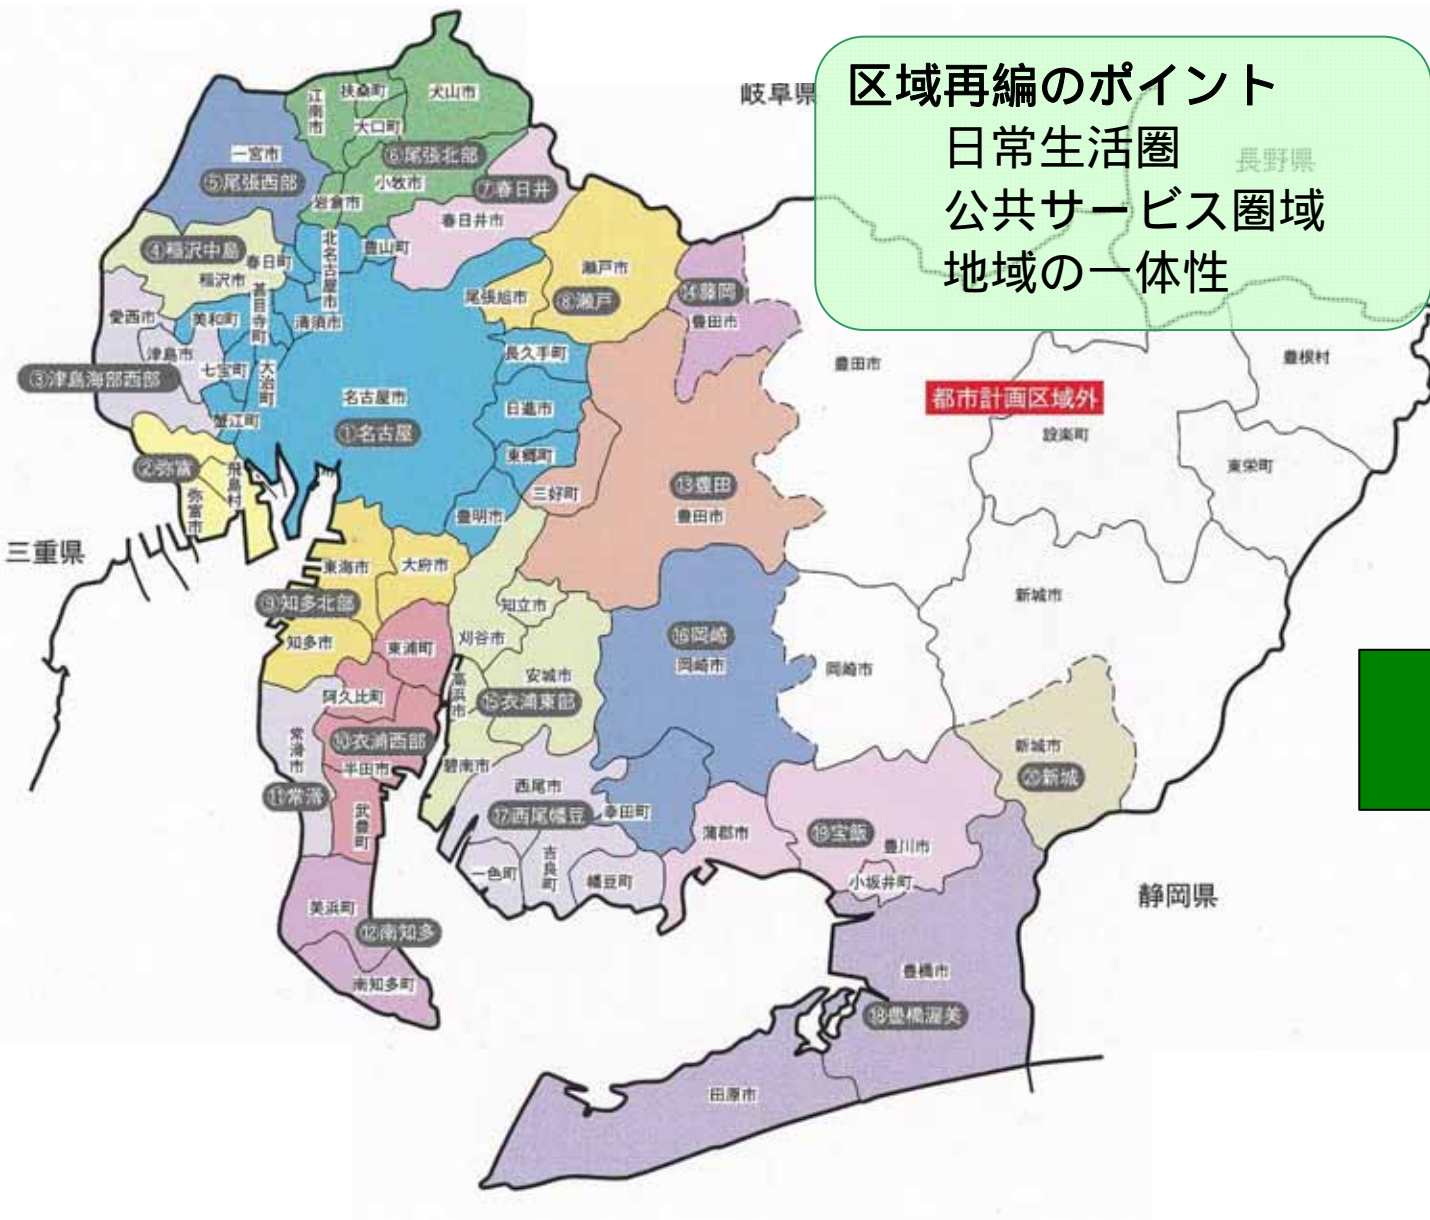 区域再編のポイント
日常生活圏
公共サービス圏域
地域の一体性
岐阜県
長野県
三重県
静岡県
都市計画区域外
犬山市
扶桑町
江南市
大口町
⑥尾張北部
小牧市
岩倉市
一宮市
⑤尾張西部
⑦春日井
春日井市
④稲沢中島
稲沢市
春日町
北名古屋市
豊山町
清須市
甚目寺町
美和町
愛西市
津島市
七宝町
大治町
③津島海部西部
蟹江町
②弥富
飛島村
弥富市
名古屋市
①名古屋
尾張旭市
瀬戸市
⑧瀬戸
長久手町
日進市
東郷町
豊明市
三好町
⑭藤岡
豊田市
⑬豊田
豊田市
豊田市
豊根村
設楽町
東栄町
新城市
東海市
大府市
⑨知多北部
知多市
東浦町
阿久比町
⑩衣浦西部
半田市
常滑市
⑪常滑
武豊町
美浜町
⑫南知多
南知多町
知立市
刈谷市
安城市
高浜市
⑮衣浦東部
碧南市
⑯岡崎
岡崎市
岡崎市
西尾市
⑰西尾幡豆
幸田町
一色町
吉良町
幡豆町
蒲郡市
⑲宝飯
豊川市
小坂井町
新城市
⑳新城
豊橋市
⑱豊橋渥美
田原市